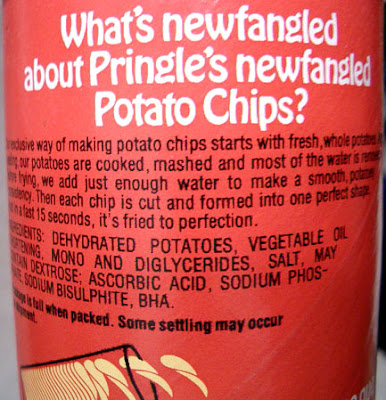 What's newfangled
about Pringle's newfangled
Potato Chips?
exclusive way of making potato chips starts with fresh, whole potatoes.
our potatoes are cooked, mashed and most of the water is
frying, we add just enough water to make a smooth, potatoey
Then each chip is cut and formed into one perfect shape.
in a fast 15 seconds, it's fried to perfection.
INGREDIENTS: DEHYDRATED POTATOES, VEGETABLE OIL
MONO AND DIGLYCERIDES, SALT, MAY
DEXTROSE; ASCORBIC ACID, SODIUM PHOS-
SODIUM BISULPHITE, BHA.
is full when packed. Some settling may occur